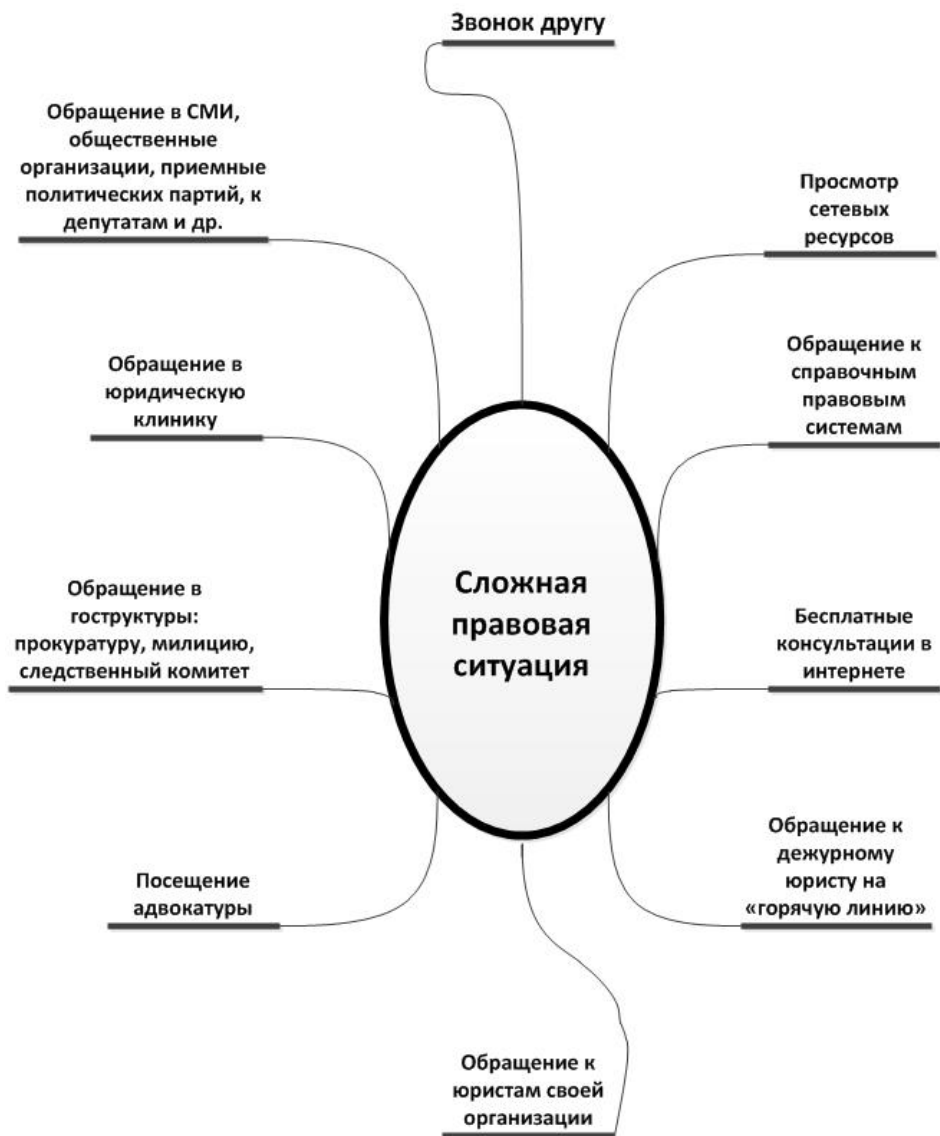 Звонок другу
Обращение в СМИ,
общественные
организации, приемные
политических партий, к
депутатам и др.
Просмотр
сетевых
ресурсов
Обращение в
юридическую
клинику
Обращение к
справочным
правовым
системам
Сложная
правовая
ситуация
Обращение в
гоструктуры:
прокуратуру, милицию,
следственный комитет
Бесплатные
консультации в
интернете
Посещение
адвокатуры
Обращение к
дежурному
юристу на
«горячую линию»
Обращение к
юристам своей
организации